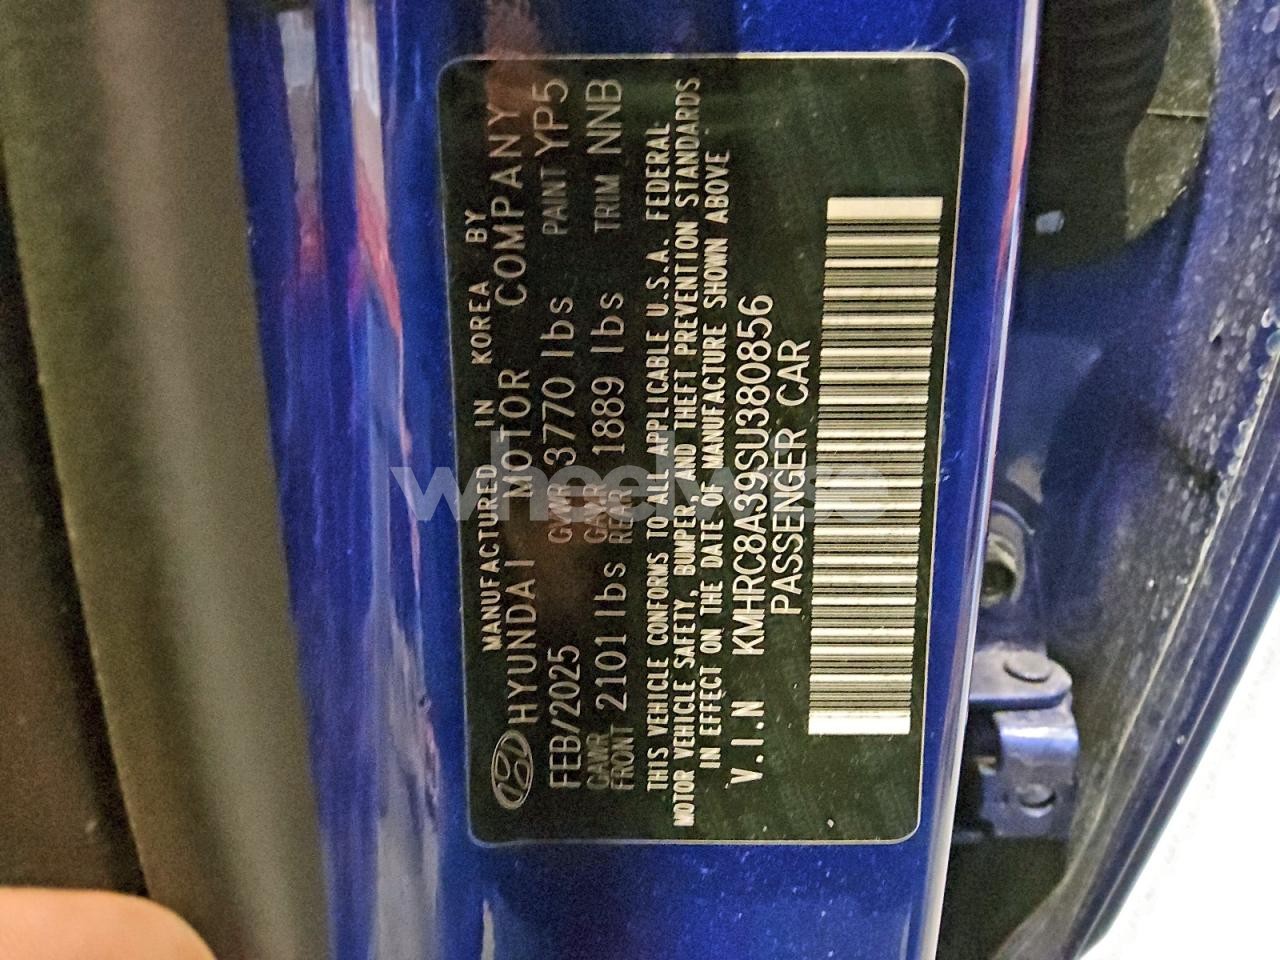 MANUFACTURED IN KOREA BY
HYUNDAI MOTOR COMPANY
FEB/2025 GVWR 3770 lbs PAINT YP5
GAWR FRONT 2101 lbs GAWR REAR 1889 lbs TRIM NNB
THIS VEHICLE CONFORMS TO ALL APPLICABLE U.S.A. FEDERAL
MOTOR VEHICLE SAFETY, BUMPER, AND THEFT PREVENTION STANDARDS
IN EFFECT ON THE DATE OF MANUFACTURE SHOWN ABOVE
V.I.N KMHRC8A39SU380856
PASSENGER CAR
wheelwise